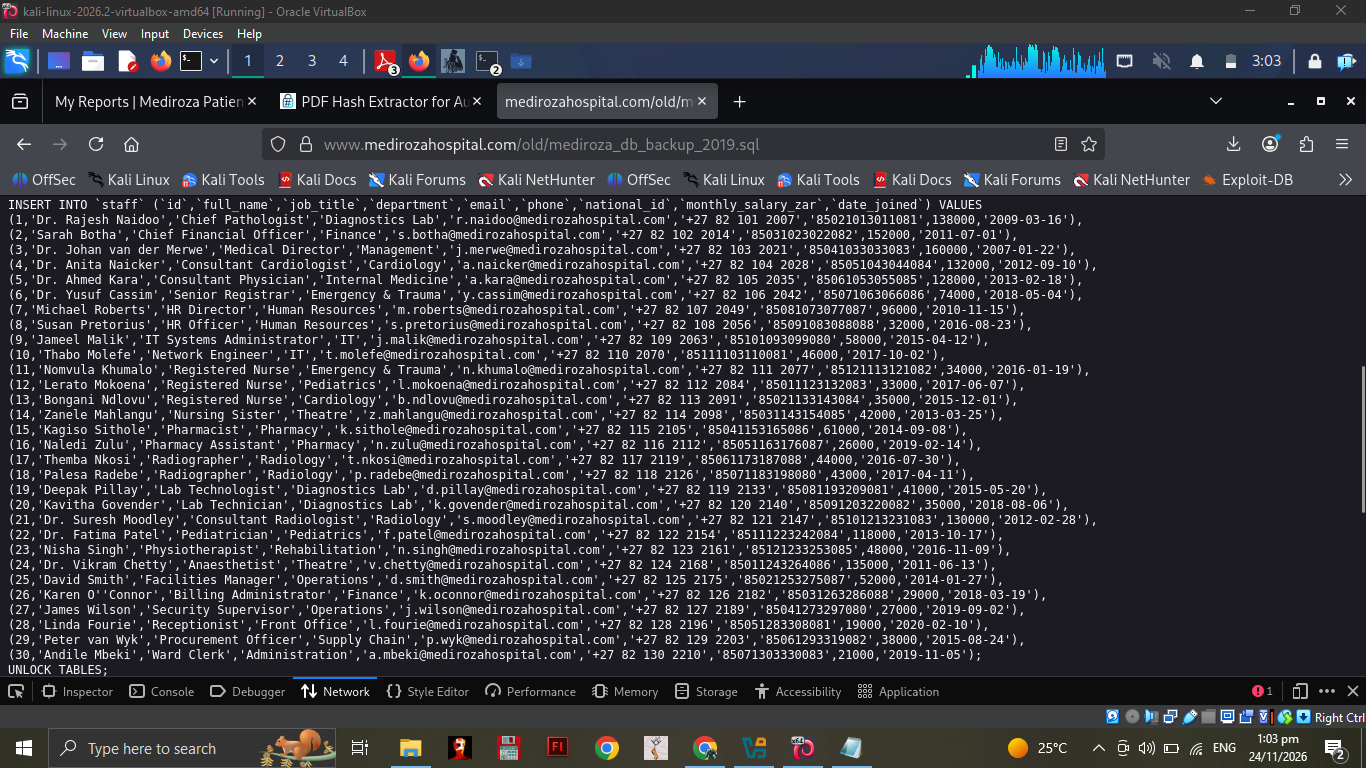 kali-linux-2026.2-virtualbox-amd64 [Running] - Oracle VirtualBox
File Machine View Input Devices Help
1 2 3 4 3 2 3:03
My Reports | Mediroza Patien PDF Hash Extractor for Au medirozahospital.com/old/m
www.medirozahospital.com/old/mediroza_db_backup_2019.sql
OffSec Kali Linux Kali Tools Kali Docs Kali Forums Kali NetHunter OffSec Kali Linux Kali Tools Kali Docs Kali Forums Kali NetHunter Exploit-DB
INSERT INTO `staff` (`id`,`full_name`,`job_title`,`department`,`email`,`phone`,`national_id`,`monthly_salary_zar`,`date_joined`) VALUES
(1,'Dr. Rajesh Naidoo','Chief Pathologist','Diagnostics Lab','r.naidoo@medirozahospital.com','+27 82 101 2007','85021013011081',138000,'2009-03-16'),
(2,'Sarah Botha','Chief Financial Officer','Finance','s.botha@medirozahospital.com','+27 82 102 2014','85031023022082',152000,'2011-07-01'),
(3,'Dr. Johan van der Merwe','Medical Director','Management','j.merwe@medirozahospital.com','+27 82 103 2021','85041033033083',160000,'2007-01-22'),
(4,'Dr. Anita Naicker','Consultant Cardiologist','Cardiology','a.naicker@medirozahospital.com','+27 82 104 2028','85051043044084',132000,'2012-09-10'),
(5,'Dr. Ahmed Kara','Consultant Physician','Internal Medicine','a.kara@medirozahospital.com','+27 82 105 2035','85061053055085',128000,'2013-02-18'),
(6,'Dr. Yusuf Cassim','Senior Registrar','Emergency & Trauma','y.cassim@medirozahospital.com','+27 82 106 2042','85071063066086',74000,'2018-05-04'),
(7,'Michael Roberts','HR Director','Human Resources','m.roberts@medirozahospital.com','+27 82 107 2049','85081073077087',96000,'2010-11-15'),
(8,'Susan Pretorius','HR Officer','Human Resources','s.pretorius@medirozahospital.com','+27 82 108 2056','85091083088088',32000,'2016-08-23'),
(9,'Jameel Malik','IT Systems Administrator','IT','j.malik@medirozahospital.com','+27 82 109 2063','85101093099080',58000,'2015-04-12'),
(10,'Thabo Molefe','Network Engineer','IT','t.molefe@medirozahospital.com','+27 82 110 2070','85111103110081',46000,'2017-10-02'),
(11,'Nomvula Khumalo','Registered Nurse','Emergency & Trauma','n.khumalo@medirozahospital.com','+27 82 111 2077','85121113121082',34000,'2016-01-19'),
(12,'Lerato Mokoena','Registered Nurse','Pediatrics','l.mokoena@medirozahospital.com','+27 82 112 2084','85011123132083',33000,'2017-06-07'),
(13,'Bongani Ndlovu','Registered Nurse','Cardiology','b.ndlovu@medirozahospital.com','+27 82 113 2091','85021133143084',35000,'2015-12-01'),
(14,'Zanele Mahlangu','Nursing Sister','Theatre','z.mahlangu@medirozahospital.com','+27 82 114 2098','85031143154085',42000,'2013-03-25'),
(15,'Kagiso Sithole','Pharmacist','Pharmacy','k.sithole@medirozahospital.com','+27 82 115 2105','85041153165086',61000,'2014-09-08'),
(16,'Naledi Zulu','Pharmacy Assistant','Pharmacy','n.zulu@medirozahospital.com','+27 82 116 2112','85051163176087',26000,'2019-02-14'),
(17,'Themba Nkosi','Radiographer','Radiology','t.nkosi@medirozahospital.com','+27 82 117 2119','85061173187088',44000,'2016-07-30'),
(18,'Palesa Radebe','Radiographer','Radiology','p.radebe@medirozahospital.com','+27 82 118 2126','85071183198080',43000,'2017-04-11'),
(19,'Deepak Pillay','Lab Technologist','Diagnostics Lab','d.pillay@medirozahospital.com','+27 82 119 2133','85081193209081',41000,'2015-05-20'),
(20,'Kavitha Govender','Lab Technician','Diagnostics Lab','k.govender@medirozahospital.com','+27 82 120 2140','85091203220082',35000,'2018-08-06'),
(21,'Dr. Suresh Moodley','Consultant Radiologist','Radiology','s.moodley@medirozahospital.com','+27 82 121 2147','85101213231083',130000,'2012-02-28'),
(22,'Dr. Fatima Patel','Pediatrician','Pediatrics','f.patel@medirozahospital.com','+27 82 122 2154','85111223242084',118000,'2013-10-17'),
(23,'Nisha Singh','Physiotherapist','Rehabilitation','n.singh@medirozahospital.com','+27 82 123 2161','85121233253085',48000,'2016-11-09'),
(24,'Dr. Vikram Chetty','Anaesthetist','Theatre','v.chetty@medirozahospital.com','+27 82 124 2168','85011243264086',135000,'2011-06-13'),
(25,'David Smith','Facilities Manager','Operations','d.smith@medirozahospital.com','+27 82 125 2175','85021253275087',52000,'2014-01-27'),
(26,'Karen O''Connor','Billing Administrator','Finance','k.oconnor@medirozahospital.com','+27 82 126 2182','85031263286088',29000,'2018-03-19'),
(27,'James Wilson','Security Supervisor','Operations','j.wilson@medirozahospital.com','+27 82 127 2189','85041273297080',27000,'2019-09-02'),
(28,'Linda Fourie','Receptionist','Front Office','l.fourie@medirozahospital.com','+27 82 128 2196','85051283308081',19000,'2020-02-10'),
(29,'Peter van Wyk','Procurement Officer','Supply Chain','p.wyk@medirozahospital.com','+27 82 129 2203','85061293319082',38000,'2015-08-24'),
(30,'Andile Mbeki','Ward Clerk','Administration','a.mbeki@medirozahospital.com','+27 82 130 2210','85071303330083',21000,'2019-11-05');
UNLOCK TABLES;
Inspector Console Debugger Network Style Editor Performance Memory Storage Accessibility Application 1
Right Ctrl
Type here to search 25°C ENG 1:03 pm
24/11/2026 2